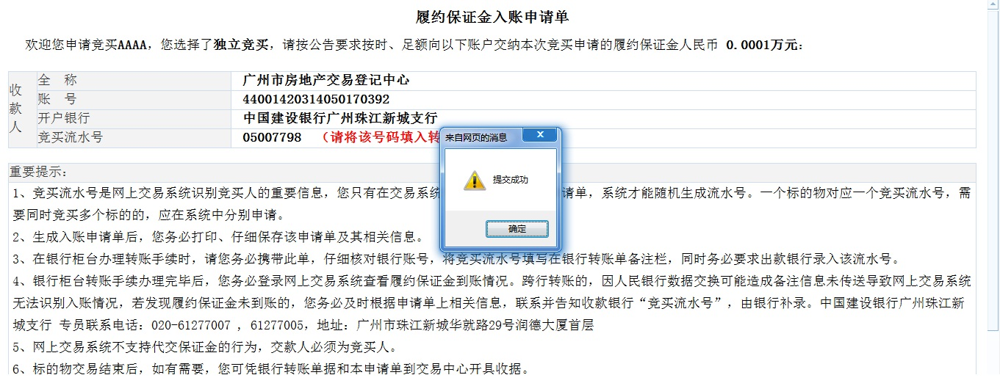 履约保证金入账申请单
欢迎您申请竞买AAAA，您选择了独立竞买，请按公告要求按时、足额向以下账户交纳本次竞买申请的履约保证金人民币 0.0001万元：
收款人
全 称 广州市房地产交易登记中心
账 号 44001420314050170392
开户银行 中国建设银行广州珠江新城支行
竞买流水号 05007798 （请将该号码填入转
来自网页的消息
提交成功
确定
重要提示：
1、竞买流水号是网上交易系统识别竞买人的重要信息，您只有在交易系统 请单，系统才能随机生成流水号。一个标的物对应一个竞买流水号，需
要同时竞买多个标的的，应在系统中分别申请。
2、生成入账申请单后，您务必打印、仔细保存该申请单及其相关信息。
3、在银行柜台办理转账手续时，请您务必携带此单，仔细核对银行账号，将竞买流水号填写在银行转账单备注栏，同时务必要求出款银行录入该流水号。
4、银行柜台转账手续办理完毕后，您务必登录网上交易系统查看履约保证金到账情况。跨行转账的，因人民银行数据交换可能造成备注信息未传送导致网上交易系统
无法识别入账情况，若发现履约保证金未到账的，您务必及时根据申请单上相关信息，联系并告知收款银行“竞买流水号”，由银行补录。中国建设银行广州珠江新
城支行 专员联系电话：020-61277007 , 61277005，地址：广州市珠江新城华就路29号润德大厦首层
5、网上交易系统不支持代交保证金的行为，交款人必须为竞买人。
6、标的物交易结束后，如有需要，您可凭银行转账单据和本申请单到交易中心开具收据。